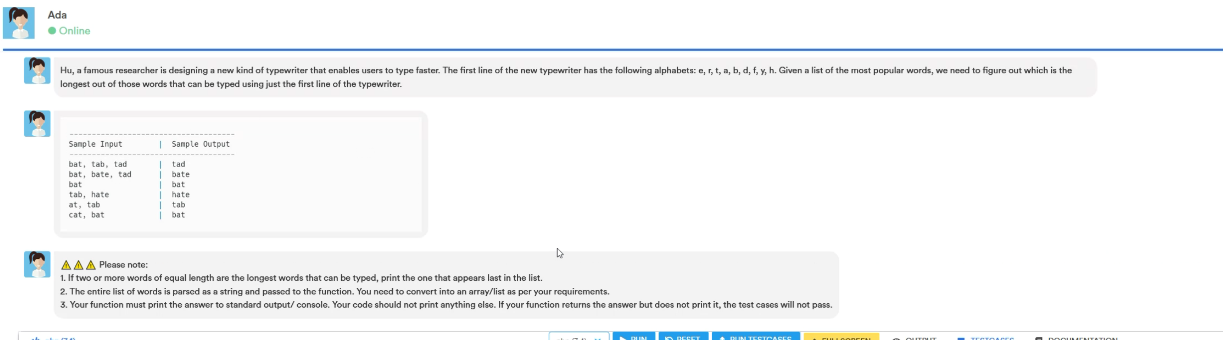 Ada
Online
Hu, a famous researcher is designing a new kind of typewriter that enables users to type faster. The first line of the new typewriter has the following alphabets: e, r, t, a, b, d, f, y, h. Given a list of the most popular words, we need to figure out which is the
longest out of those words that can be typed using just the first line of the typewriter.
------------------------------------
Sample Input | Sample Output
------------------------------------
bat, tab, tad | tad
bat, bate, tad | bate
bat | bat
tab, hate | hate
at, tab | tab
cat, bat | bat
⚠⚠⚠ Please note:
1. If two or more words of equal length are the longest words that can be typed, print the one that appears last in the list.
2. The entire list of words is parsed as a string and passed to the function. You need to convert into an array/list as per your requirements.
3. Your function must print the answer to standard output/ console. Your code should not print anything else. If your function returns the answer but does not print it, the test cases will not pass.
RUN RESET RUN TESTCASES FULLSCREEN OUTPUT TESTCASES DOCUMENTATION